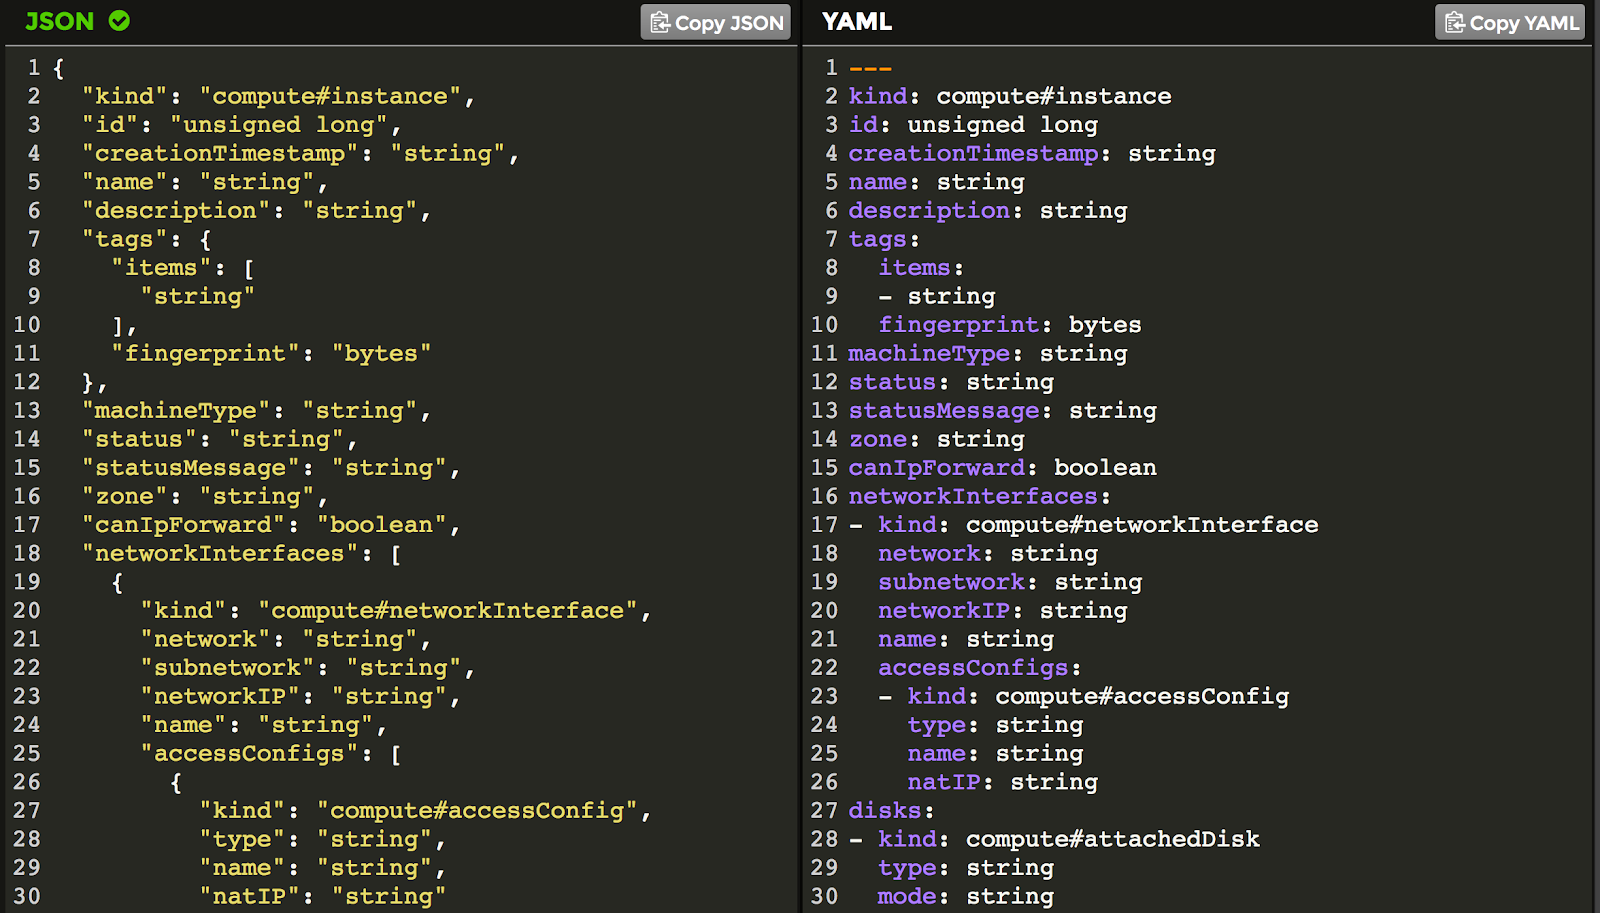 JSON
Copy JSON
1 {
2   "kind": "compute#instance",
3   "id": "unsigned long",
4   "creationTimestamp": "string",
5   "name": "string",
6   "description": "string",
7   "tags": {
8     "items": [
9       "string"
10     ],
11     "fingerprint": "bytes"
12   },
13   "machineType": "string",
14   "status": "string",
15   "statusMessage": "string",
16   "zone": "string",
17   "canIpForward": "boolean",
18   "networkInterfaces": [
19     {
20       "kind": "compute#networkInterface",
21       "network": "string",
22       "subnetwork": "string",
23       "networkIP": "string",
24       "name": "string",
25       "accessConfigs": [
26         {
27           "kind": "compute#accessConfig",
28           "type": "string",
29           "name": "string",
30           "natIP": "string"
YAML
Copy YAML
1 ---
2 kind: compute#instance
3 id: unsigned long
4 creationTimestamp: string
5 name: string
6 description: string
7 tags:
8   items:
9   - string
10   fingerprint: bytes
11 machineType: string
12 status: string
13 statusMessage: string
14 zone: string
15 canIpForward: boolean
16 networkInterfaces:
17 - kind: compute#networkInterface
18   network: string
19   subnetwork: string
20   networkIP: string
21   name: string
22   accessConfigs:
23   - kind: compute#accessConfig
24     type: string
25     name: string
26     natIP: string
27 disks:
28 - kind: compute#attachedDisk
29   type: string
30   mode: string